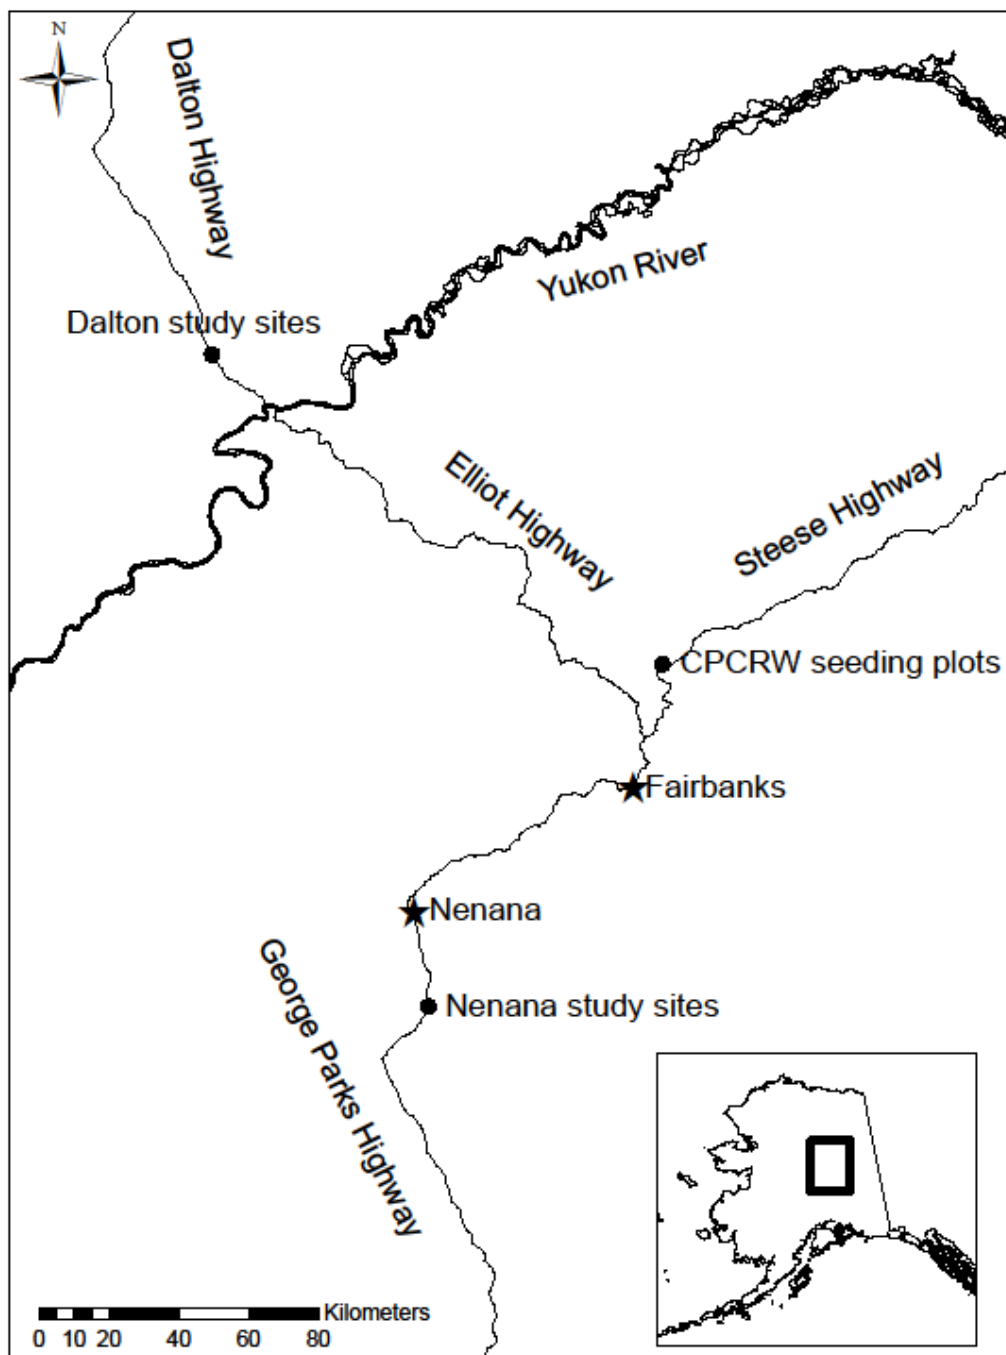 N
Dalton Highway
Yukon River
Dalton study sites
Elliot Highway
Steese Highway
CPCRW seeding plots
Fairbanks
Nenana
George Parks Highway
Nenana study sites
Kilometers
0 10 20 40 60 80